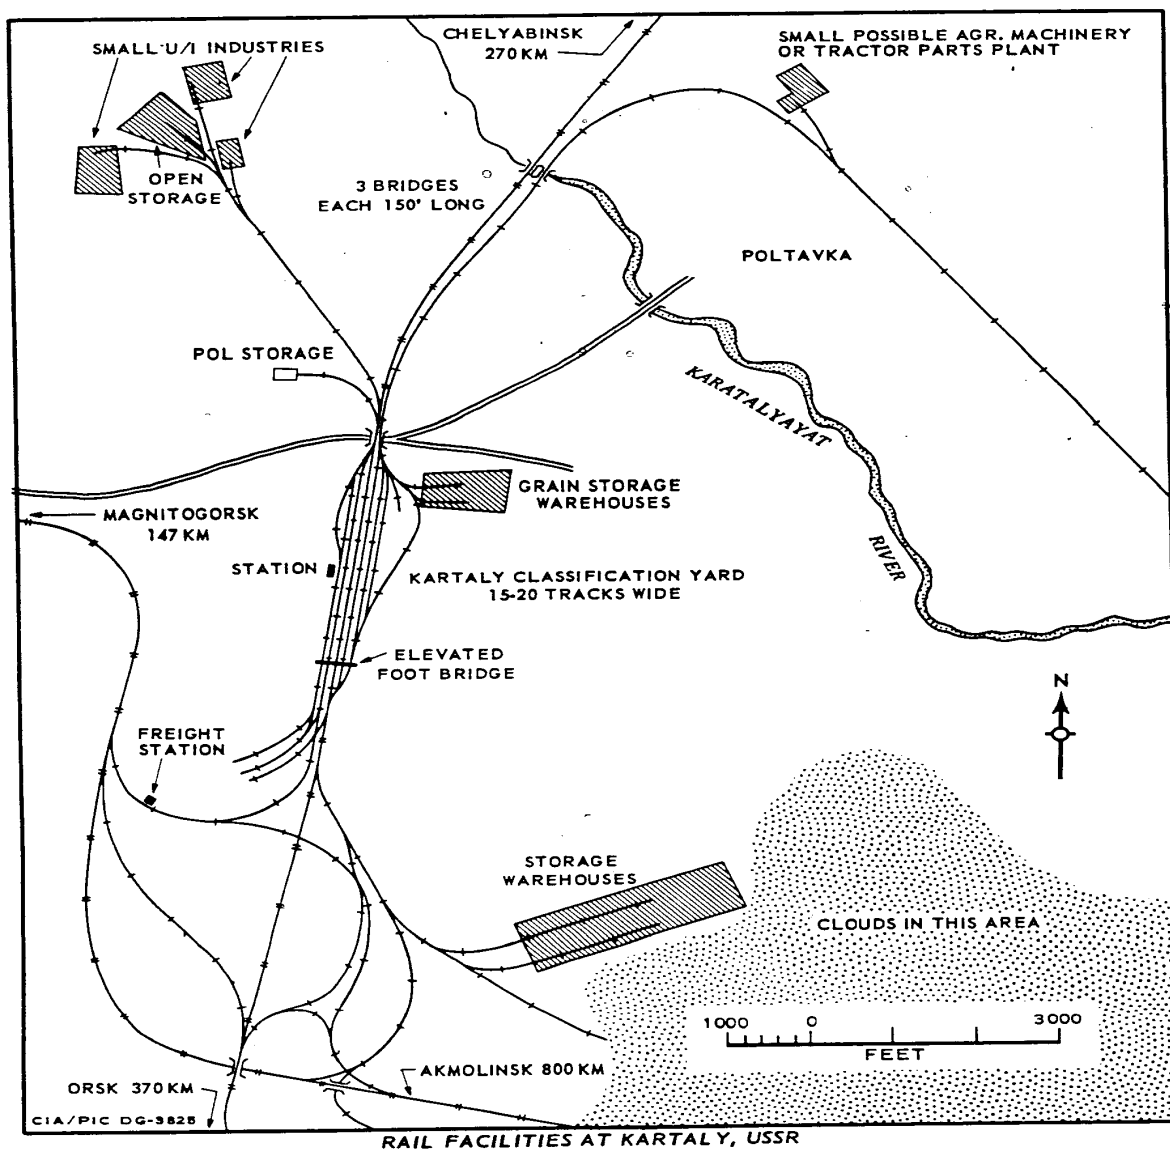 CHELYABINSK
270 KM
SMALL POSSIBLE AGR. MACHINERY
OR TRACTOR PARTS PLANT
SMALL U/I INDUSTRIES
OPEN
STORAGE
3 BRIDGES
EACH 150' LONG
POLTAVKA
POL STORAGE
KARATALYAYAT
RIVER
GRAIN STORAGE
WAREHOUSES
MAGNITOGORSK
147 KM
STATION
KARTALY CLASSIFICATION YARD
15-20 TRACKS WIDE
ELEVATED
FOOT BRIDGE
N
FREIGHT
STATION
STORAGE
WAREHOUSES
CLOUDS IN THIS AREA
1000 0 3000
FEET
ORSK 370 KM
AKMOLINSK 800 KM
CIA/PIC DG-3825
RAIL FACILITIES AT KARTALY, USSR